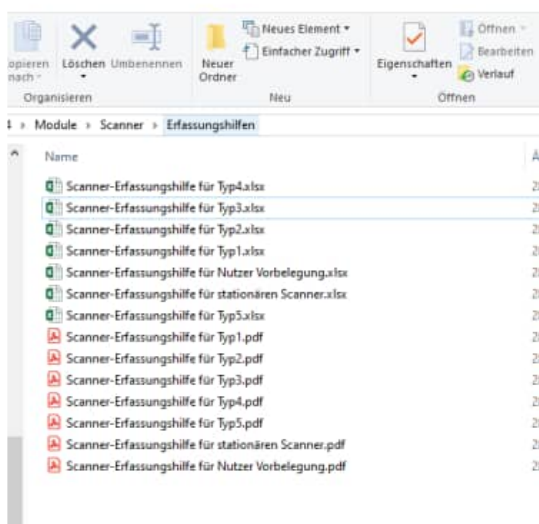 Neues Element
Einfacher Zugriff
opieren nach
Löschen
Umbenennen
Neuer Ordner
Eigenschaften
Öffnen
Bearbeiten
Verlauf
Organisieren
Neu
Öffnen
Module
Scanner
Erfassungshilfen
Name
Scanner-Erfassungshilfe für Typ4.xlsx
Scanner-Erfassungshilfe für Typ3.xlsx
Scanner-Erfassungshilfe für Typ2.xlsx
Scanner-Erfassungshilfe für Typ1.xlsx
Scanner-Erfassungshilfe für Nutzer Vorbelegung.xlsx
Scanner-Erfassungshilfe für stationären Scanner.xlsx
Scanner-Erfassungshilfe für Typ5.xlsx
Scanner-Erfassungshilfe für Typ1.pdf
Scanner-Erfassungshilfe für Typ2.pdf
Scanner-Erfassungshilfe für Typ3.pdf
Scanner-Erfassungshilfe für Typ4.pdf
Scanner-Erfassungshilfe für Typ5.pdf
Scanner-Erfassungshilfe für stationären Scanner.pdf
Scanner-Erfassungshilfe für Nutzer Vorbelegung.pdf